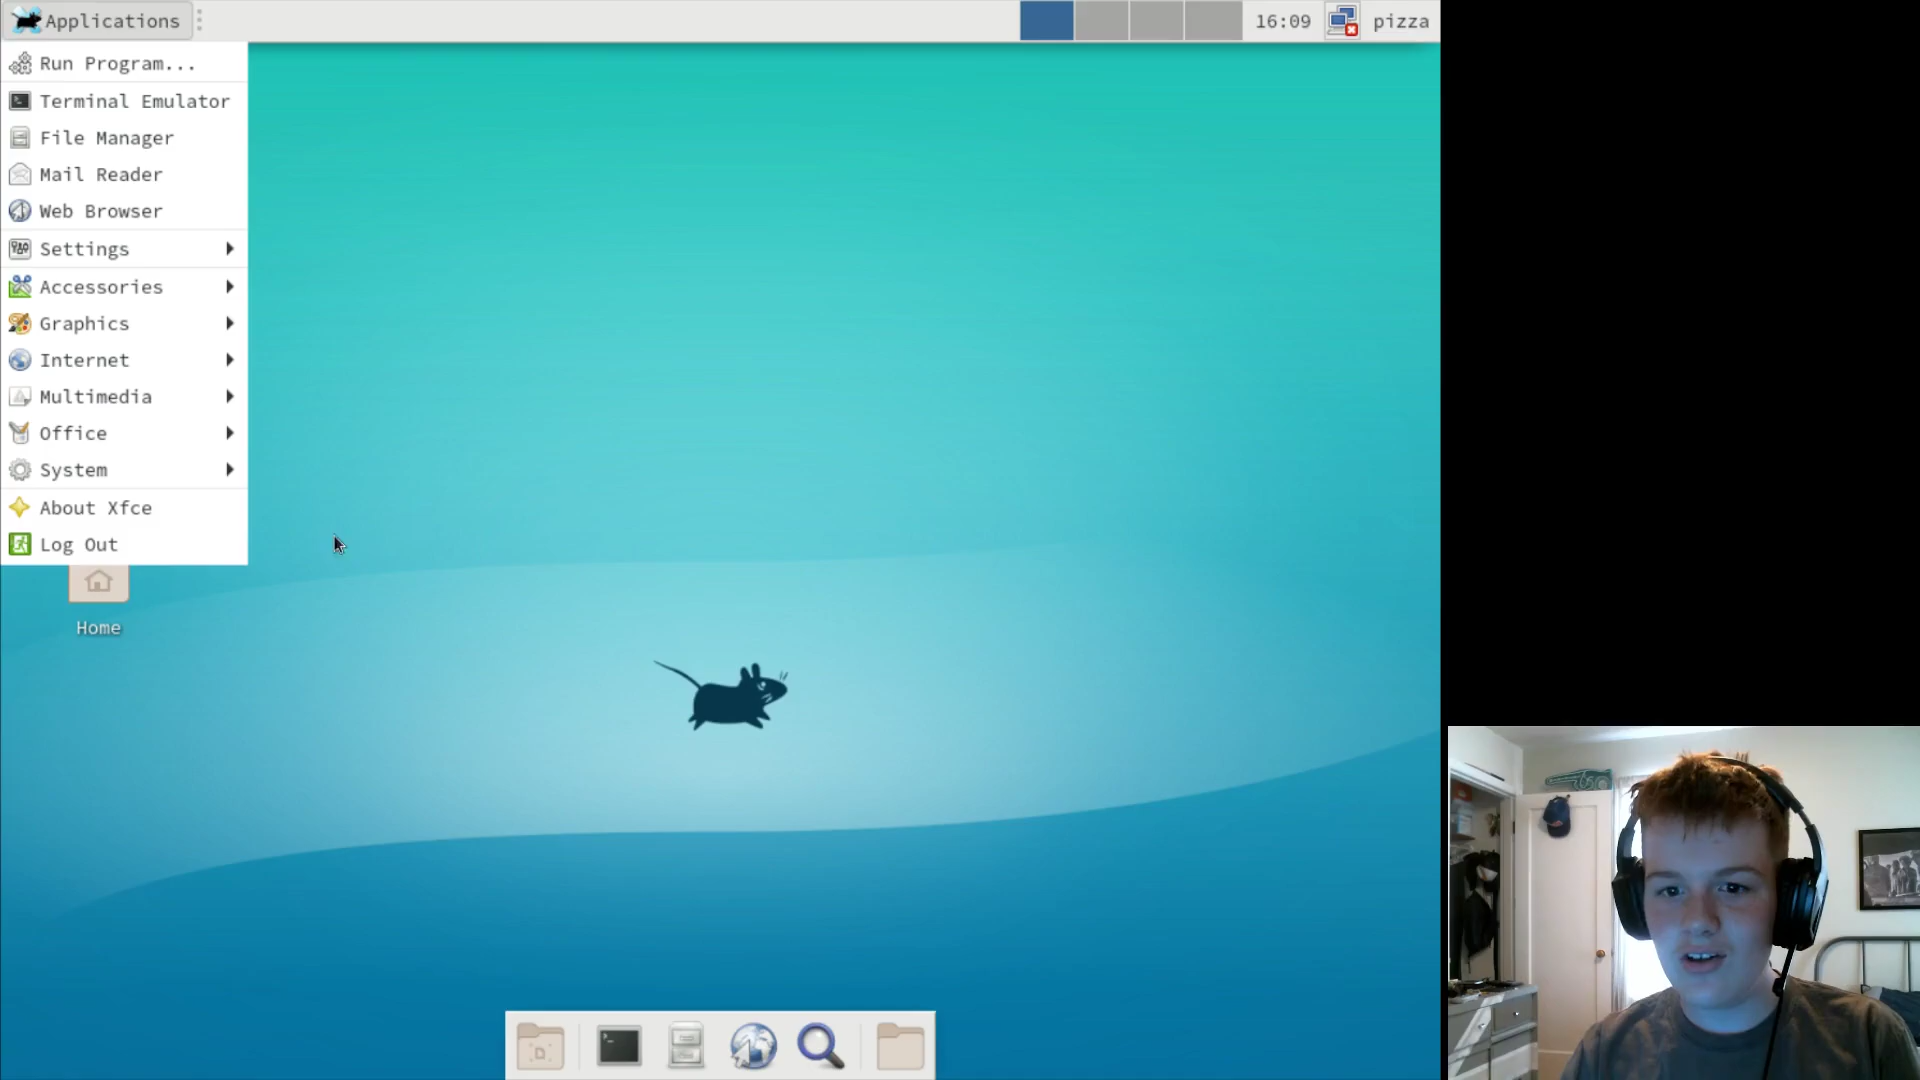 Applications
16:09
pizza
Run Program...
Terminal Emulator
File Manager
Mail Reader
Web Browser
Settings
Accessories
Graphics
Internet
Multimedia
Office
System
About Xfce
Log Out
Home